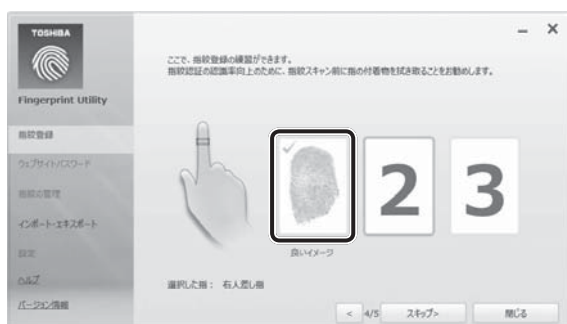 TOSHIBA
Fingerprint Utility
指紋登録
ウェブサイト/パスワード
指紋の管理
インポート・エクスポート
設定
ヘルプ
バージョン情報
ここで、指紋登録の練習ができます。
指紋認証の認識率向上のために、指紋スキャン前に指の付着物を拭き取ることをお勧めします。
2
3
良いイメージ
選択した指： 右人差し指
< 4/5 スキップ> 閉じる